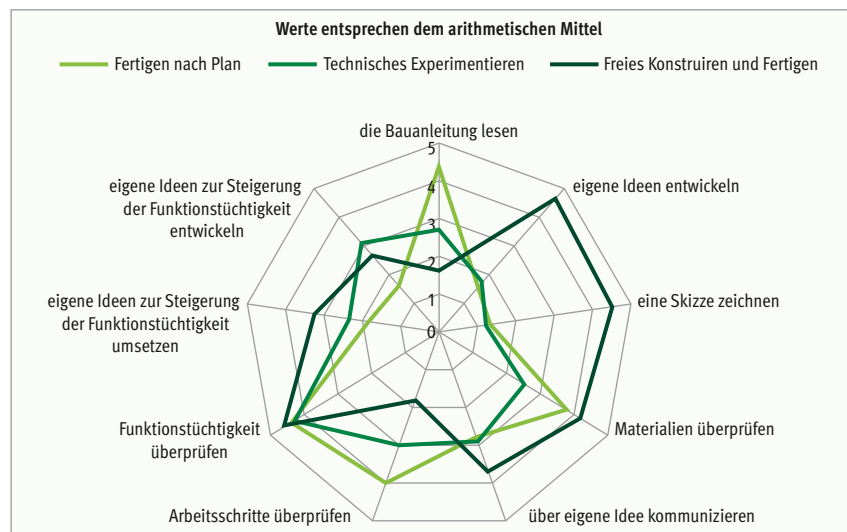 Werte entsprechen dem arithmetischen Mittel
Fertigen nach Plan
Technisches Experimentieren
Freies Konstruiren und Fertigen
die Bauanleitung lesen
5
eigene Ideen zur Steigerung
der Funktionstüchtigkeit
entwickeln
eigene Ideen entwickeln
4
3
eigene Ideen zur Steigerung
der Funktionstüchtigkeit
umsetzen
2
eine Skizze zeichnen
1
0
Funktionstüchtigkeit
überprüfen
Materialien überprüfen
Arbeitsschritte überprüfen
über eigene Idee kommunizieren